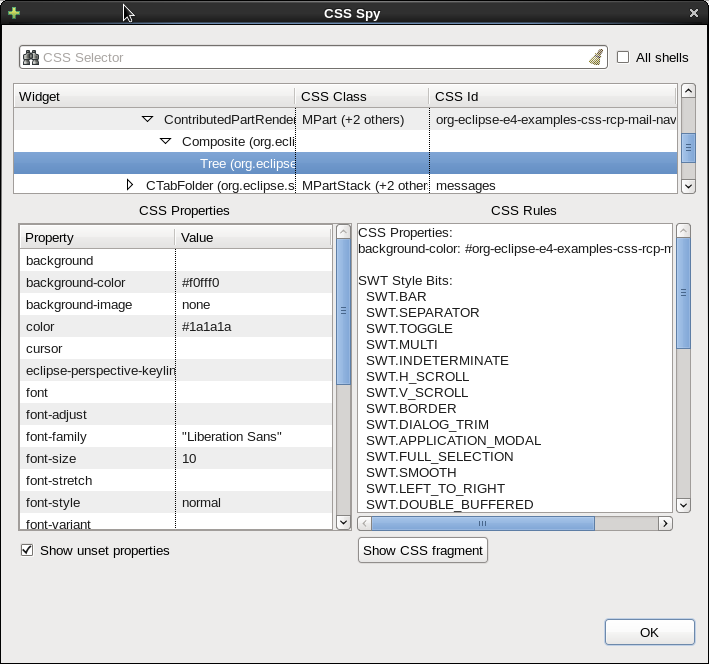 CSS Spy
CSS Selector
All shells
Widget CSS Class CSS Id
ContributedPartRender MPart (+2 others) org-eclipse-e4-examples-css-rcp-mail-nav
Composite (org.ecli
Tree (org.eclipse
CTabFolder (org.eclipse.s MPartStack (+2 other messages
CSS Properties CSS Rules
Property Value
background
background-color #f0fff0
background-image none
color #1a1a1a
cursor
eclipse-perspective-keylin
font
font-adjust
font-family "Liberation Sans"
font-size 10
font-stretch
font-style normal
font-variant
CSS Properties:
background-color: #org-eclipse-e4-examples-css-rcp-m
SWT Style Bits:
SWT.BAR
SWT.SEPARATOR
SWT.TOGGLE
SWT.MULTI
SWT.INDETERMINATE
SWT.H_SCROLL
SWT.V_SCROLL
SWT.BORDER
SWT.DIALOG_TRIM
SWT.APPLICATION_MODAL
SWT.FULL_SELECTION
SWT.SMOOTH
SWT.LEFT_TO_RIGHT
SWT.DOUBLE_BUFFERED
Show unset properties
Show CSS fragment
OK